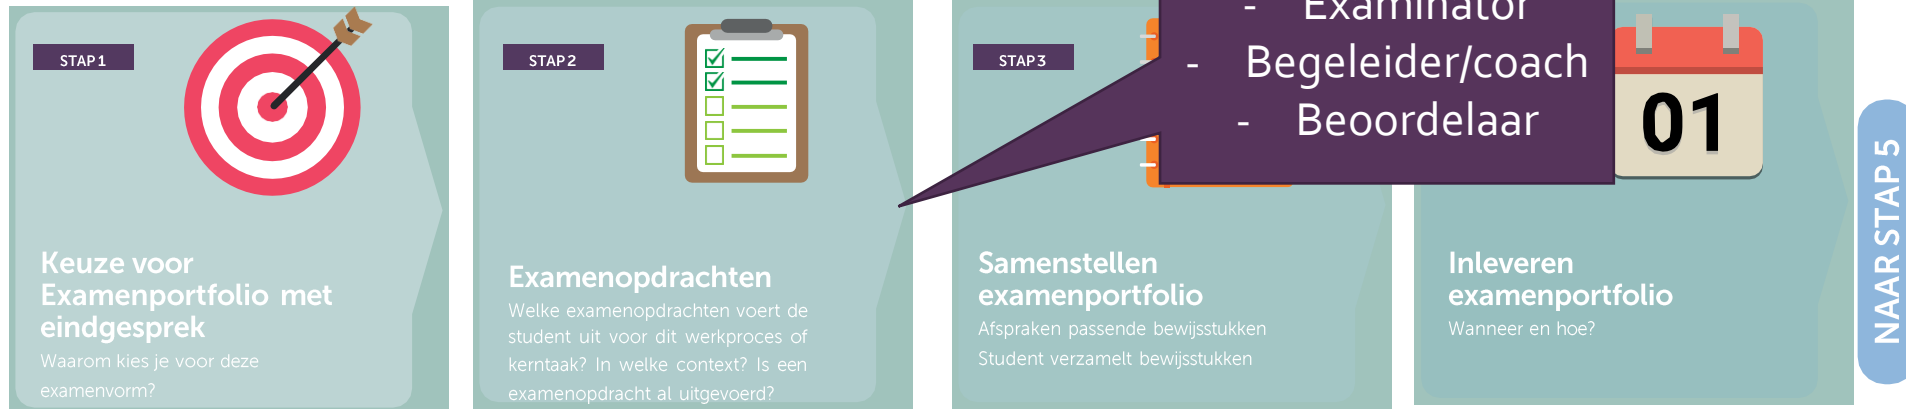 STAP 1
Keuze voor
Examenportfolio met
eindgesprek
Waarom kies je voor deze
examenvorm?
STAP 2
Examenopdrachten
Welke examenopdrachten voert de
student uit voor dit werkproces of
kerntaak? In welke context? Is een
examenopdracht al uitgevoerd?
- Examinator
- Begeleider/coach
- Beoordelaar
STAP 3
Samenstellen
examenportfolio
Afspraken passende bewijsstukken
Student verzamelt bewijsstukken
01
Inleveren
examenportfolio
Wanneer en hoe?
NAAR STAP 5